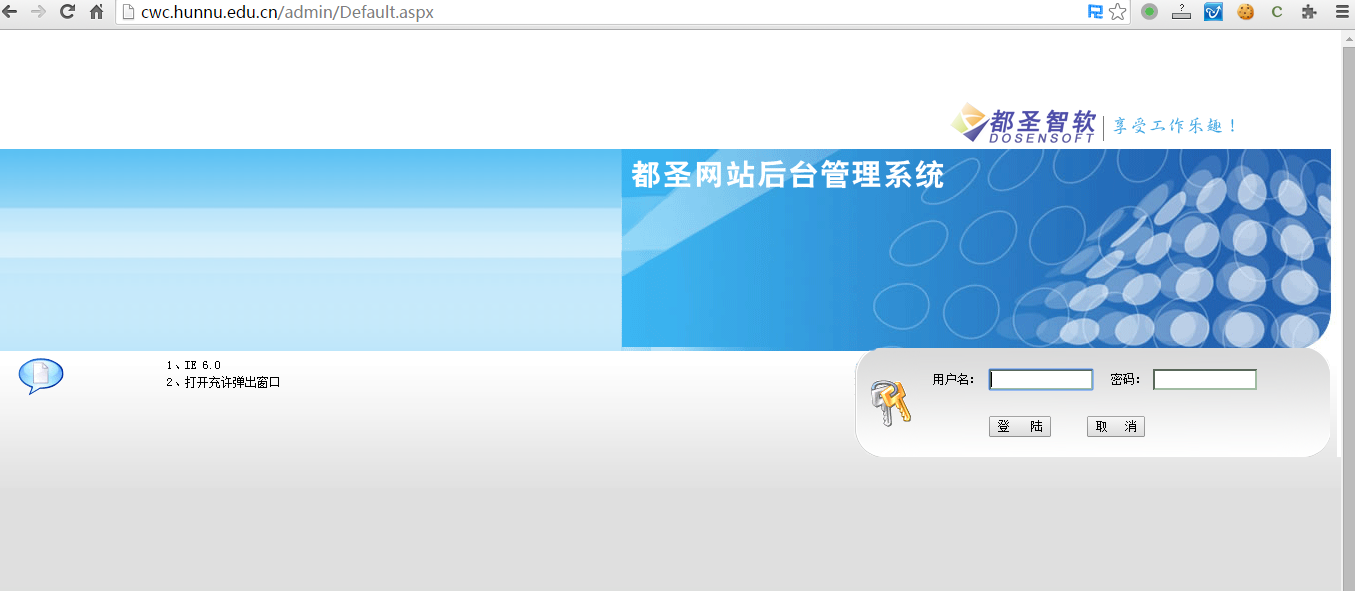 cwc.hunnu.edu.cn/admin/Default.aspx
都圣智软
DOSENSOFT
享受工作乐趣！
都圣网站后台管理系统
1、IE 6.0
2、打开充许弹出窗口
用户名： 密码：
登 陆 取 消